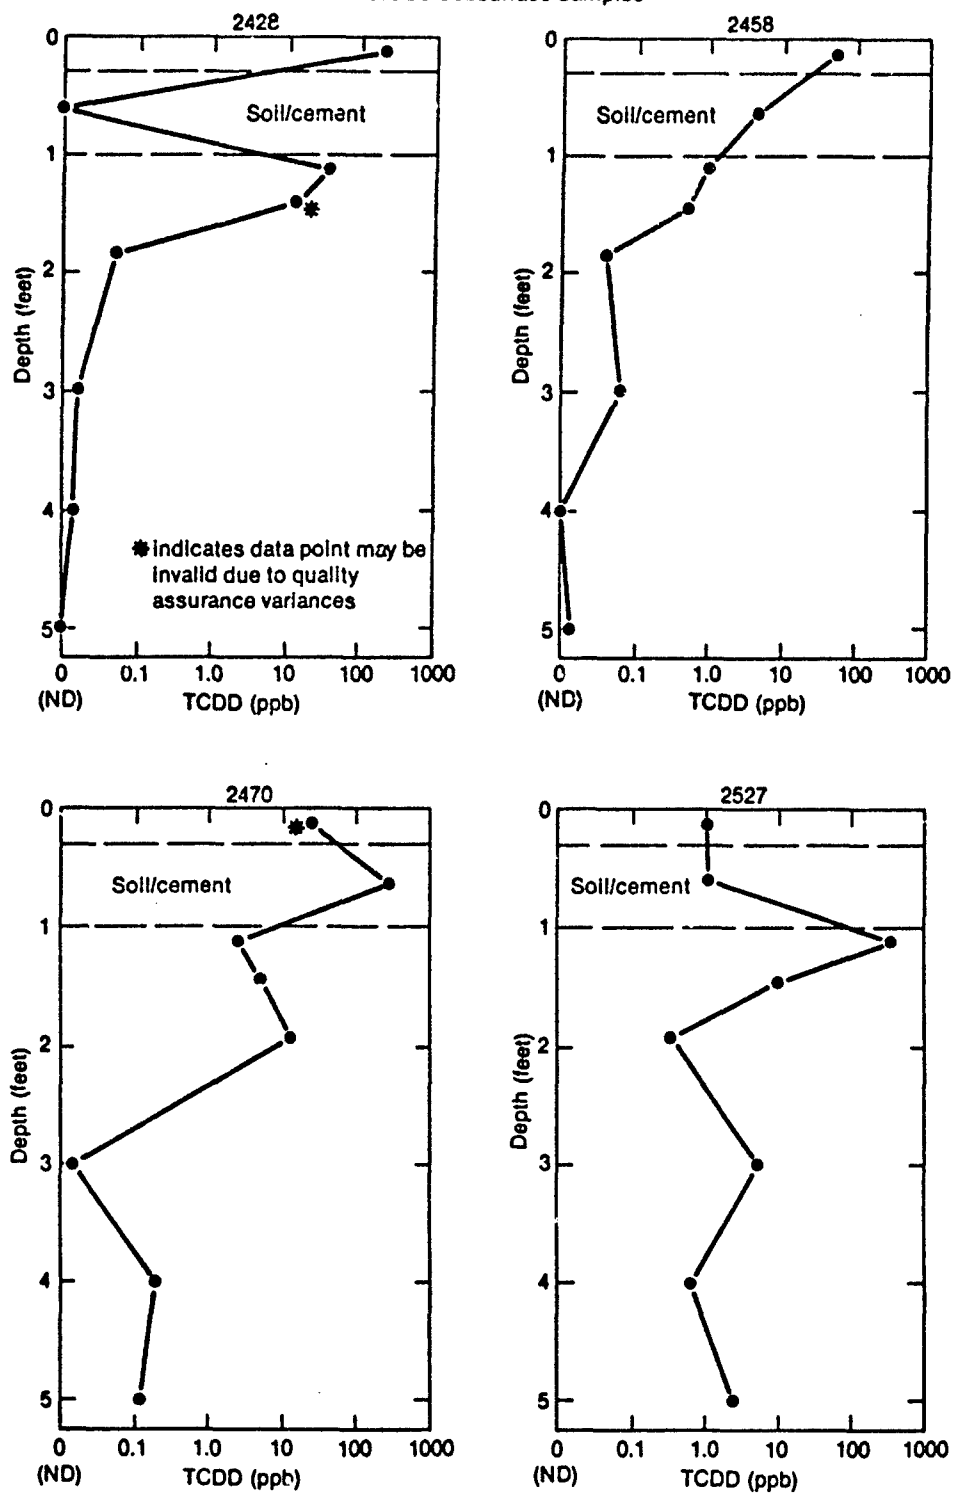 2428
0
Soil/cement
1
2
3
4
5
Depth (feet)
✱ indicates data point may be
invalid due to quality
assurance variances
0 0.1 1.0 10 100 1000
(ND) TCDD (ppb)
2458
0
Soil/cement
1
2
3
4
5
Depth (feet)
0 0.1 1.0 10 100 1000
(ND) TCDD (ppb)
2470
0
Soil/cement
1
2
3
4
5
Depth (feet)
0 0.1 1.0 10 100 1000
(ND) TCDD (ppb)
2527
0
Soil/cement
1
2
3
4
5
Depth (feet)
0 0.1 1.0 10 100 1000
(ND) TCDD (ppb)